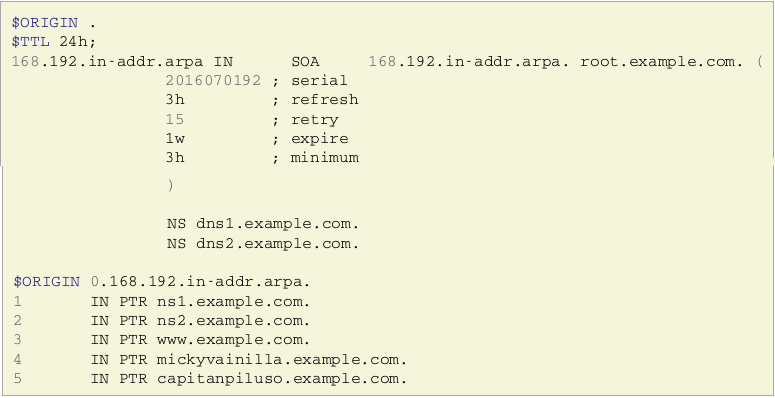 $ORIGIN .
$TTL 24h;
168.192.in-addr.arpa IN      SOA     168.192.in-addr.arpa. root.example.com. (
                2016070192 ; serial
                3h         ; refresh
                15         ; retry
                1w         ; expire
                3h         ; minimum
                )
                NS dns1.example.com.
                NS dns2.example.com.
$ORIGIN 0.168.192.in-addr.arpa.
1       IN PTR ns1.example.com.
2       IN PTR ns2.example.com.
3       IN PTR www.example.com.
4       IN PTR mickyvainilla.example.com.
5       IN PTR capitanpiluso.example.com.